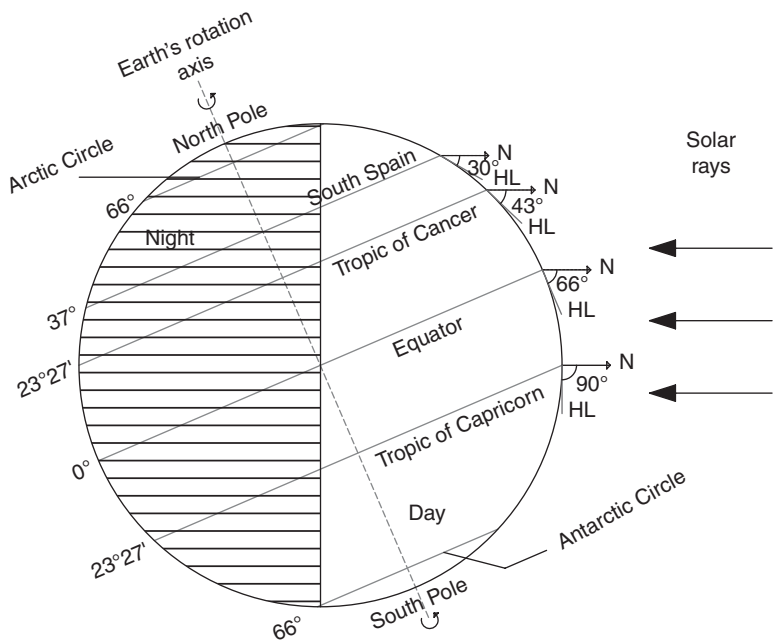 Earth's rotation
axis
North Pole
Arctic Circle
66°
South Spain
N
30°
HL
Solar
rays
N
43°
HL
Night
Tropic of Cancer
N
66°
HL
37°
Equator
23°27'
N
90°
HL
Tropic of Capricorn
0°
Day
Antarctic Circle
23°27'
South Pole
66°